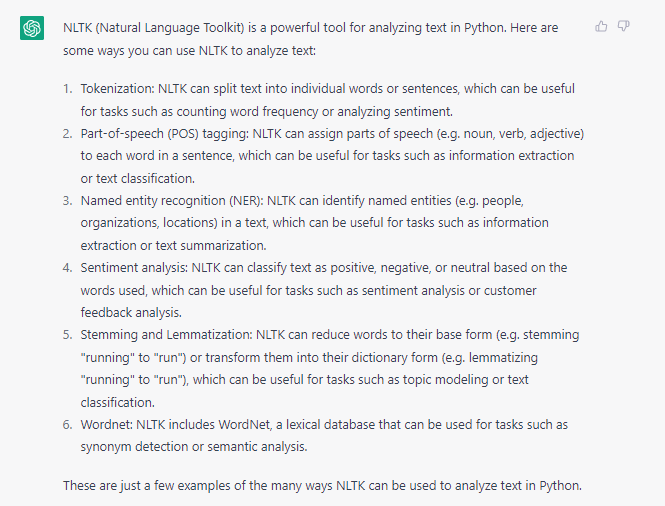 NLTK (Natural Language Toolkit) is a powerful tool for analyzing text in Python. Here are
some ways you can use NLTK to analyze text:
1. Tokenization: NLTK can split text into individual words or sentences, which can be useful
for tasks such as counting word frequency or analyzing sentiment.
2. Part-of-speech (POS) tagging: NLTK can assign parts of speech (e.g. noun, verb, adjective)
to each word in a sentence, which can be useful for tasks such as information extraction
or text classification.
3. Named entity recognition (NER): NLTK can identify named entities (e.g. people,
organizations, locations) in a text, which can be useful for tasks such as information
extraction or text summarization.
4. Sentiment analysis: NLTK can classify text as positive, negative, or neutral based on the
words used, which can be useful for tasks such as sentiment analysis or customer
feedback analysis.
5. Stemming and Lemmatization: NLTK can reduce words to their base form (e.g. stemming
"running" to "run") or transform them into their dictionary form (e.g. lemmatizing
"running" to "run"), which can be useful for tasks such as topic modeling or text
classification.
6. Wordnet: NLTK includes WordNet, a lexical database that can be used for tasks such as
synonym detection or semantic analysis.
These are just a few examples of the many ways NLTK can be used to analyze text in Python.